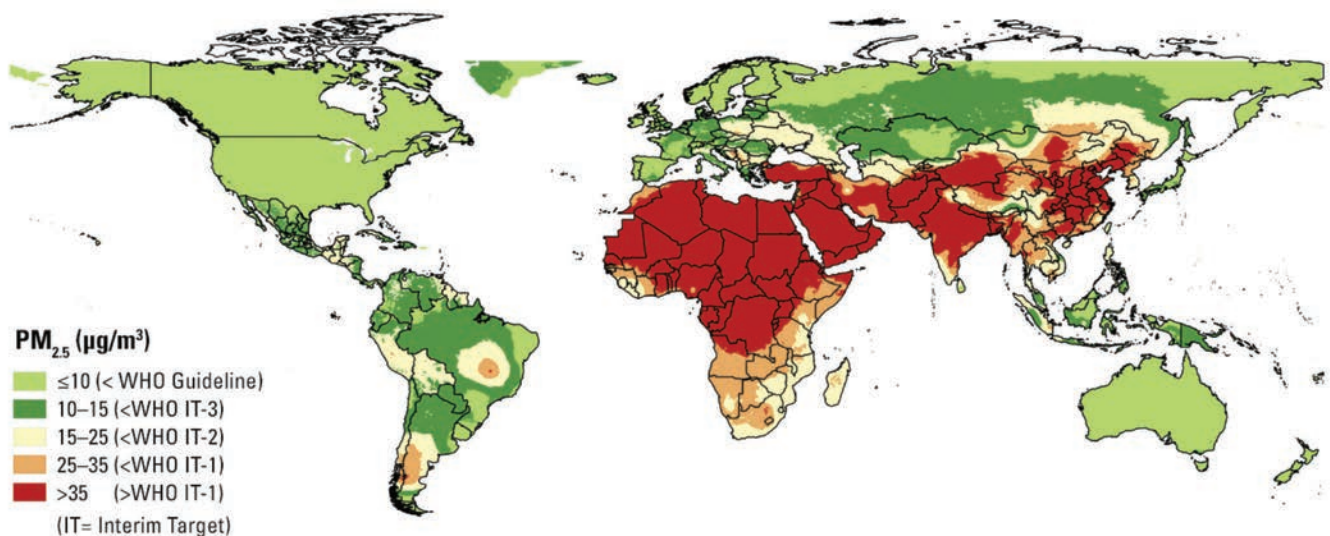 PM2.5 (µg/m³)
≤10 (< WHO Guideline)
10–15 (<WHO IT-3)
15–25 (<WHO IT-2)
25–35 (<WHO IT-1)
>35 (>WHO IT-1)
(IT= Interim Target)